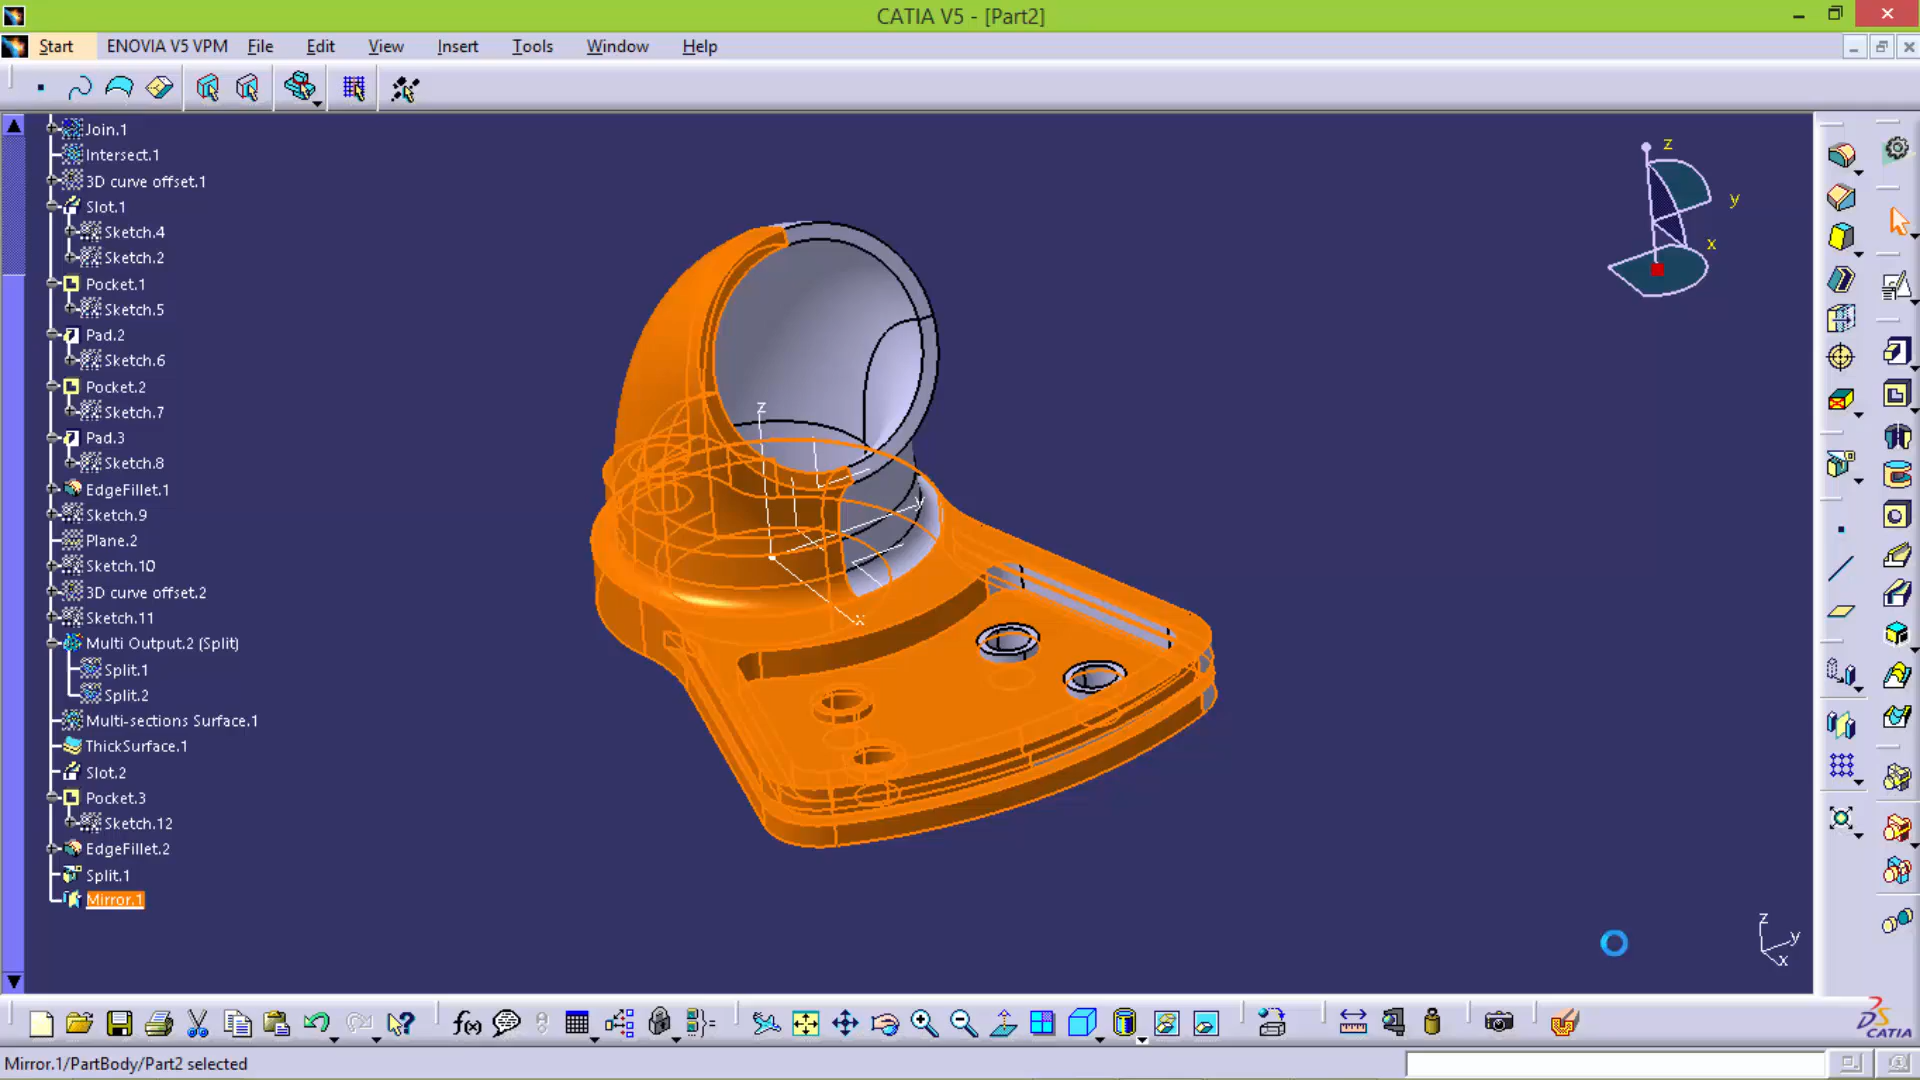 CATIA V5 - [Part2]
Start ENOVIA V5 VPM File Edit View Insert Tools Window Help
Join.1
Intersect.1
3D curve offset.1
Slot.1
Sketch.4
Sketch.2
Pocket.1
Sketch.5
Pad.2
Sketch.6
Pocket.2
Sketch.7
Pad.3
Sketch.8
EdgeFillet.1
Sketch.9
Plane.2
Sketch.10
3D curve offset.2
Sketch.11
Multi Output.2 (Split)
Split.1
Split.2
Multi-sections Surface.1
ThickSurface.1
Slot.2
Pocket.3
Sketch.12
EdgeFillet.2
Split.1
Mirror.1
z
y
x
z
y
x
z
y
x
f(x)
DS
CATIA
Mirror.1/PartBody/Part2 selected